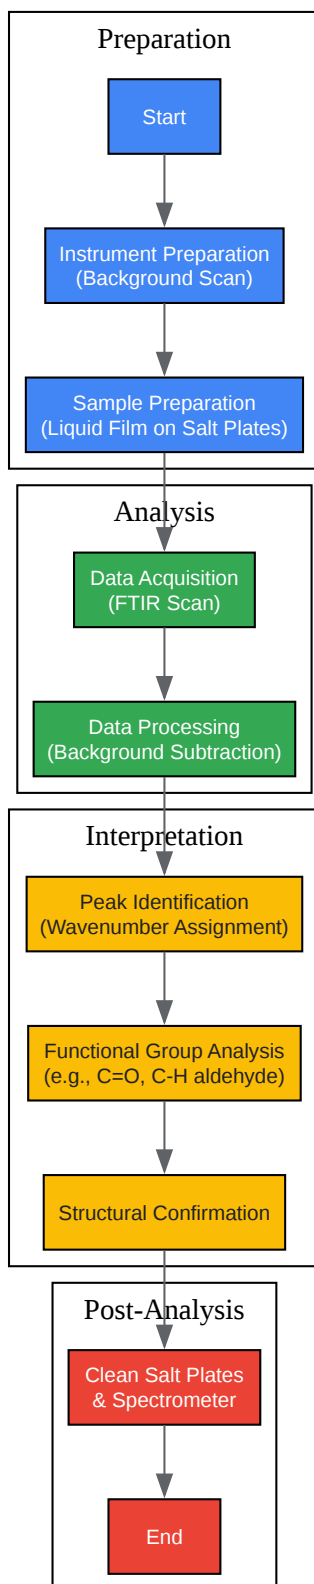 Preparation
Start
Instrument Preparation
(Background Scan)
Sample Preparation
(Liquid Film on Salt Plates)
Analysis
Data Acquisition
(FTIR Scan)
Data Processing
(Background Subtraction)
Interpretation
Peak Identification
(Wavenumber Assignment)
Functional Group Analysis
(e.g., C=O, C-H aldehyde)
Structural Confirmation
Post-Analysis
Clean Salt Plates
& Spectrometer
End